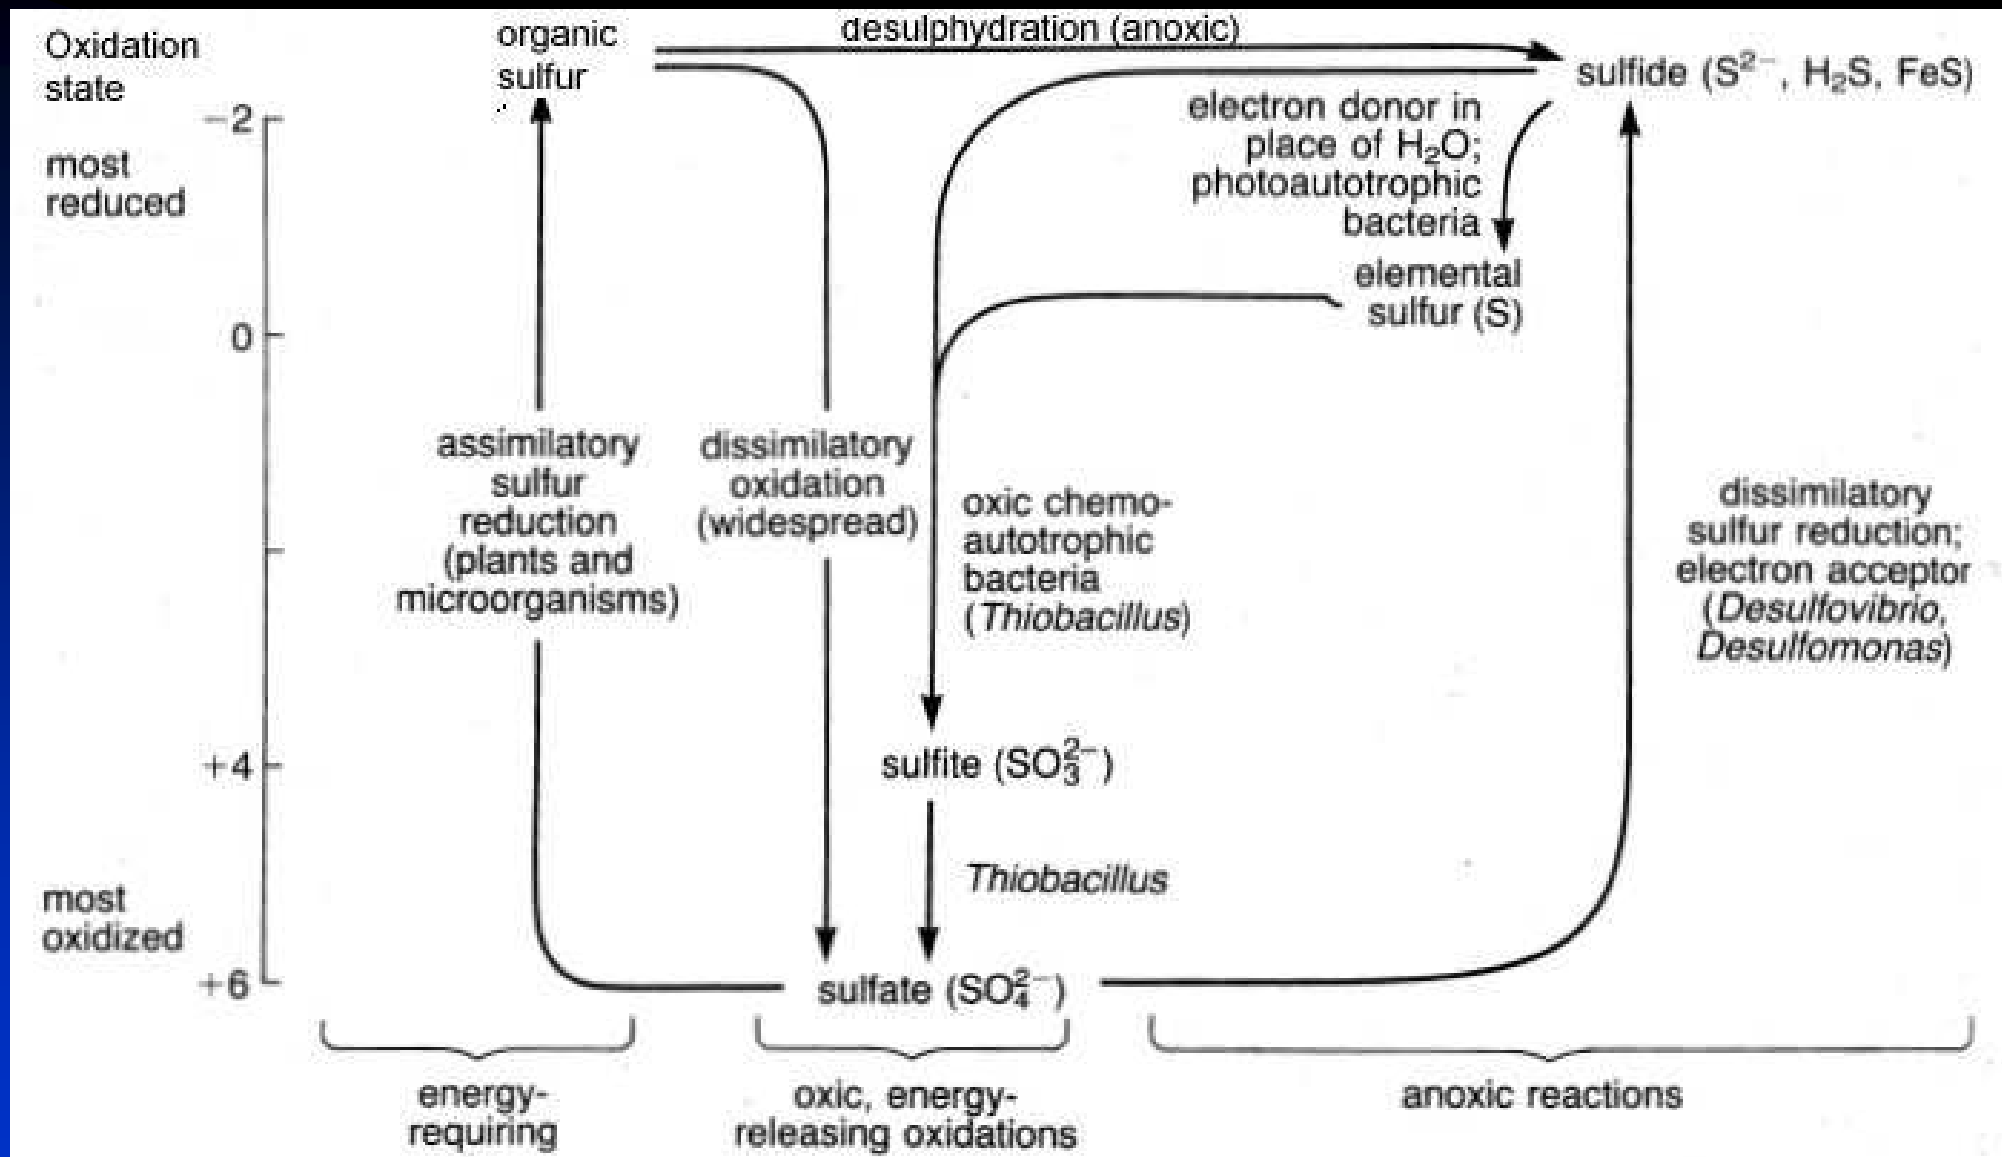 Oxidation
state
organic
sulfur
desulphydration (anoxic)
sulfide (S²⁻, H₂S, FeS)
−2
most
reduced
electron donor in
place of H₂O;
photoautotrophic
bacteria
elemental
sulfur (S)
0
assimilatory
sulfur
reduction
(plants and
microorganisms)
dissimilatory
oxidation
(widespread)
oxic chemo-
autotrophic
bacteria
(Thiobacillus)
dissimilatory
sulfur reduction;
electron acceptor
(Desulfovibrio,
Desulfomonas)
+4
sulfite (SO₃²⁻)
Thiobacillus
most
oxidized
+6
sulfate (SO₄²⁻)
energy-
requiring
oxic, energy-
releasing oxidations
anoxic reactions